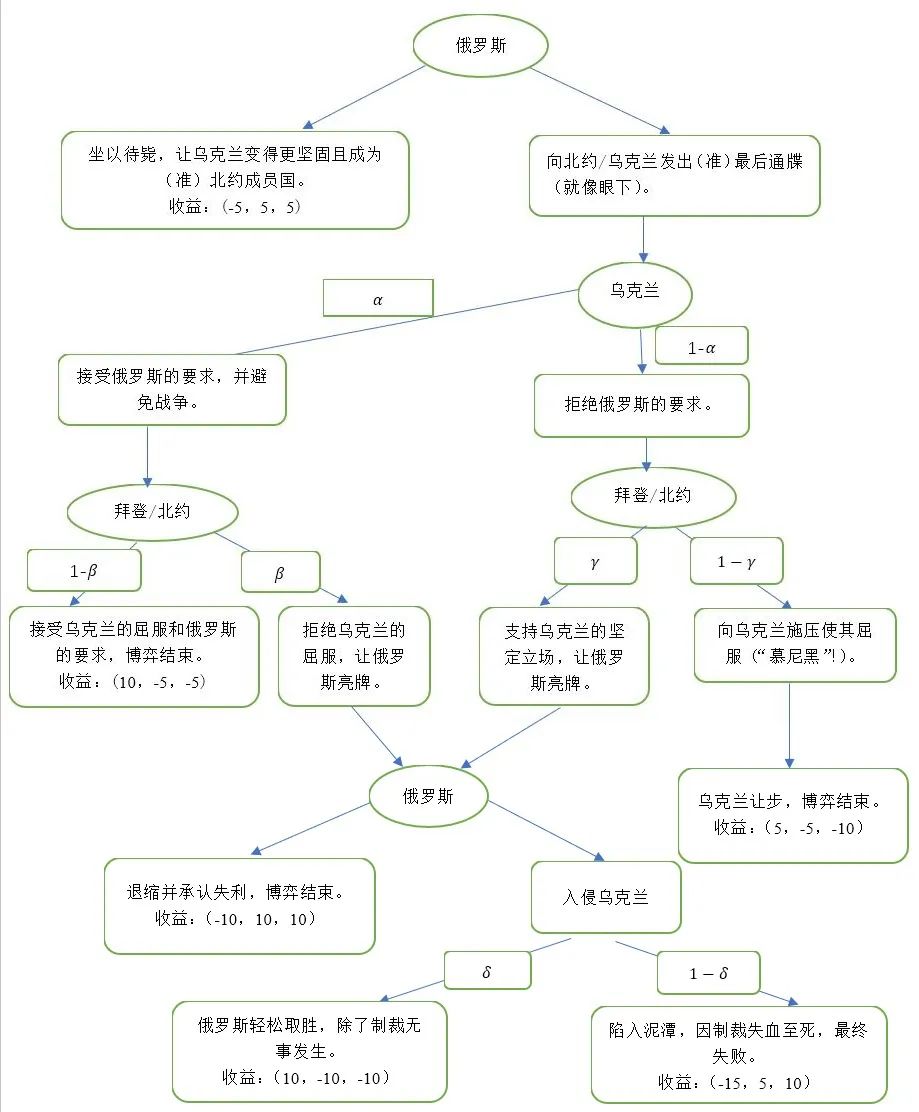 俄罗斯
坐以待毙，让乌克兰变得更坚固且成为
（准）北约成员国。
收益：（-5，5，5）
向北约/乌克兰发出（准）最后通牒
（就像眼下）。
乌克兰
α
1-α
接受俄罗斯的要求，并避
免战争。
拒绝俄罗斯的要求。
拜登/北约
拜登/北约
1-β
β
γ
1 − γ
接受乌克兰的屈服和俄罗斯
的要求，博弈结束。
收益：（10，-5，-5）
拒绝乌克兰的
屈服，让俄罗
斯亮牌。
支持乌克兰的坚
定立场，让俄罗
斯亮牌。
向乌克兰施压使其屈
服（“慕尼黑”!）。
俄罗斯
乌克兰让步，博弈结束。
收益：（5，-5，-10）
退缩并承认失利，博弈结束。
收益：（-10，10，10）
入侵乌克兰
δ
1 − δ
俄罗斯轻松取胜，除了制裁无
事发生。
收益：（10，-10，-10）
陷入泥潭，因制裁失血至死，最终
失败。
收益：（-15，5，10）